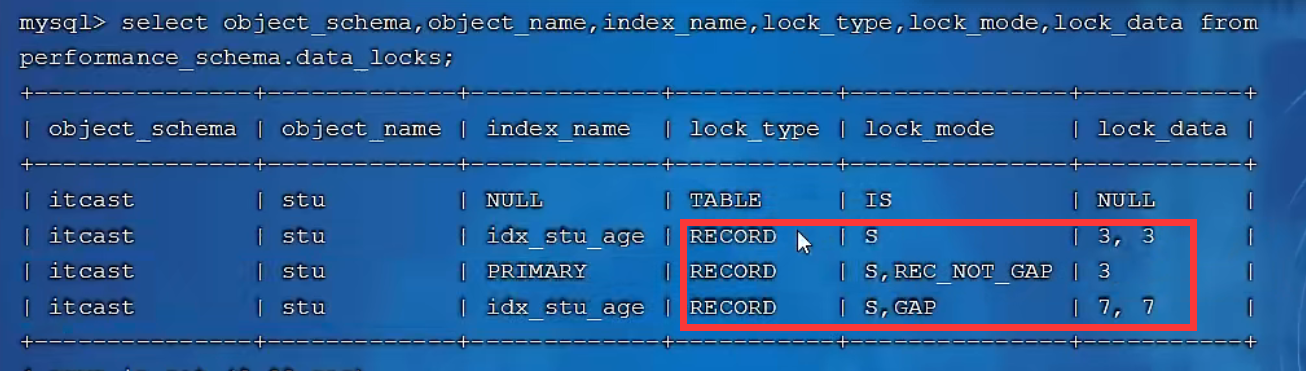 mysql> select object_schema,object_name,index_name,lock_type,lock_mode,lock_data from
performance_schema.data_locks;
+---------------+-------------+-------------+-----------+---------------+-----------+
| object_schema | object_name | index_name | lock_type | lock_mode | lock_data |
+---------------+-------------+-------------+-----------+---------------+-----------+
| itcast | stu | NULL | TABLE | IS | NULL |
| itcast | stu | idx_stu_age | RECORD | S | 3, 3 |
| itcast | stu | PRIMARY | RECORD | S,REC_NOT_GAP | 3 |
| itcast | stu | idx_stu_age | RECORD | S,GAP | 7, 7 |
+---------------+-------------+-------------+-----------+---------------+-----------+